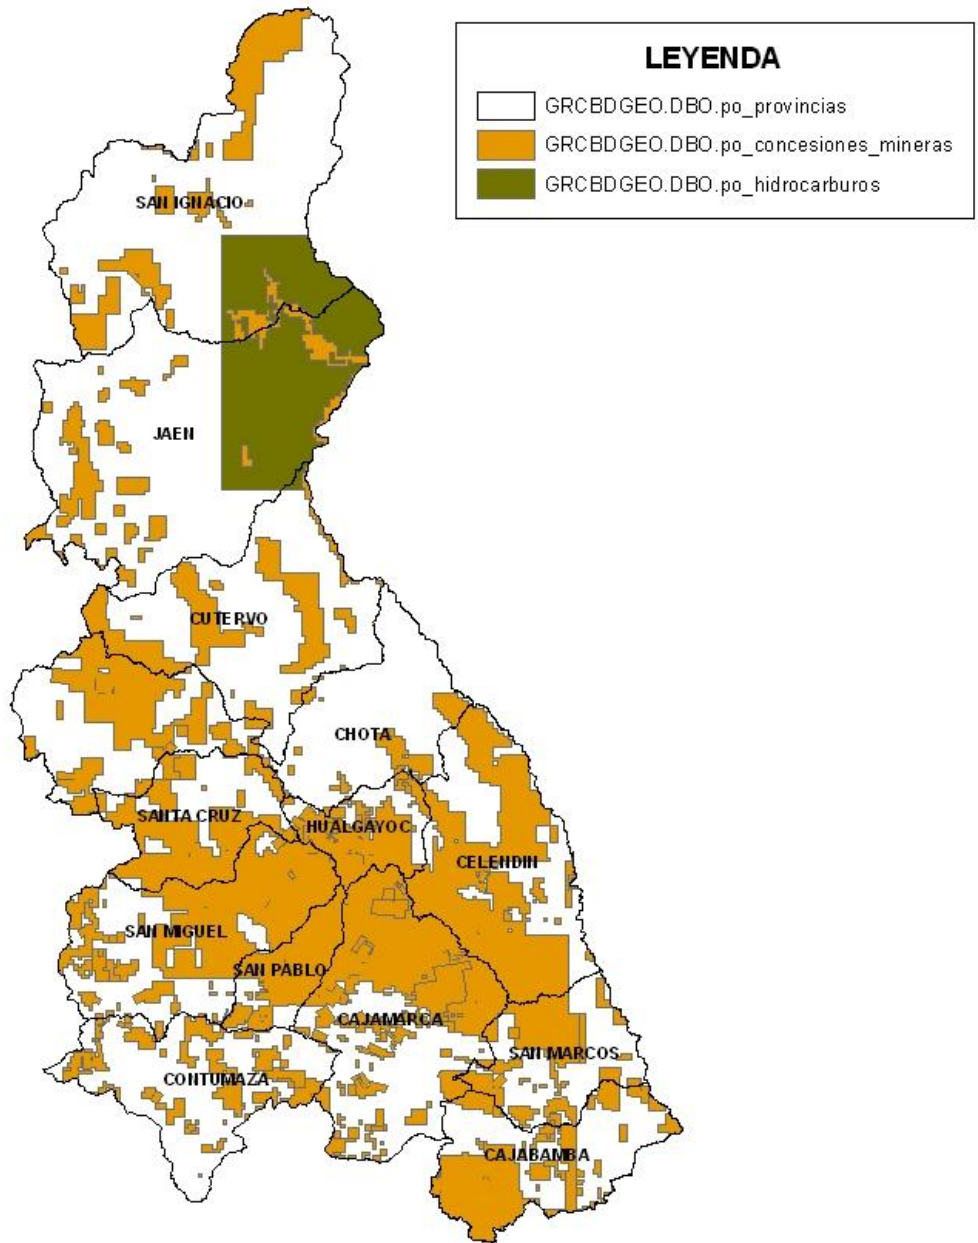 LEYENDA
GRCBDGEO.DBO.po_provincias
GRCBDGEO.DBO.po_concesiones_mineras
GRCBDGEO.DBO.po_hidrocarburos
SAN IGNACIO
JAEN
CUTERVO
CHOTA
SANTA CRUZ
HUALGAYOC
CELENDIN
SAN MIGUEL
SAN PABLO
CAJAMARCA
SAN MARCOS
CONTUMAZA
CAJABAMBA